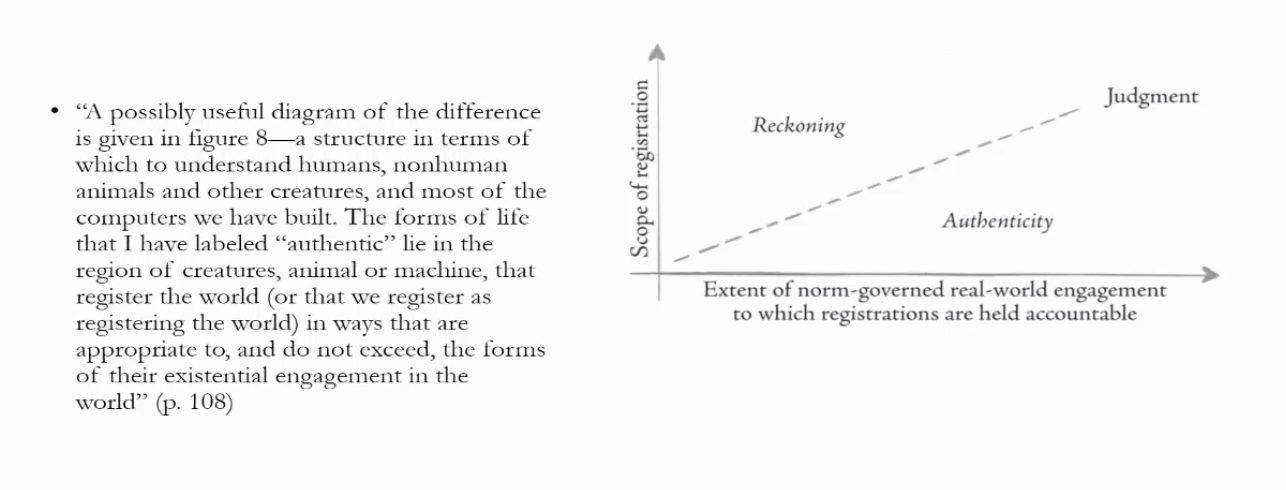 • “A possibly useful diagram of the difference
is given in figure 8—a structure in terms of
which to understand humans, nonhuman
animals and other creatures, and most of the
computers we have built. The forms of life
that I have labeled “authentic” lie in the
region of creatures, animal or machine, that
register the world (or that we register as
registering the world) in ways that are
appropriate to, and do not exceed, the forms
of their existential engagement in the
world” (p. 108)
Scope of regisrtation
Reckoning
Judgment
Authenticity
Extent of norm-governed real-world engagement
to which registrations are held accountable